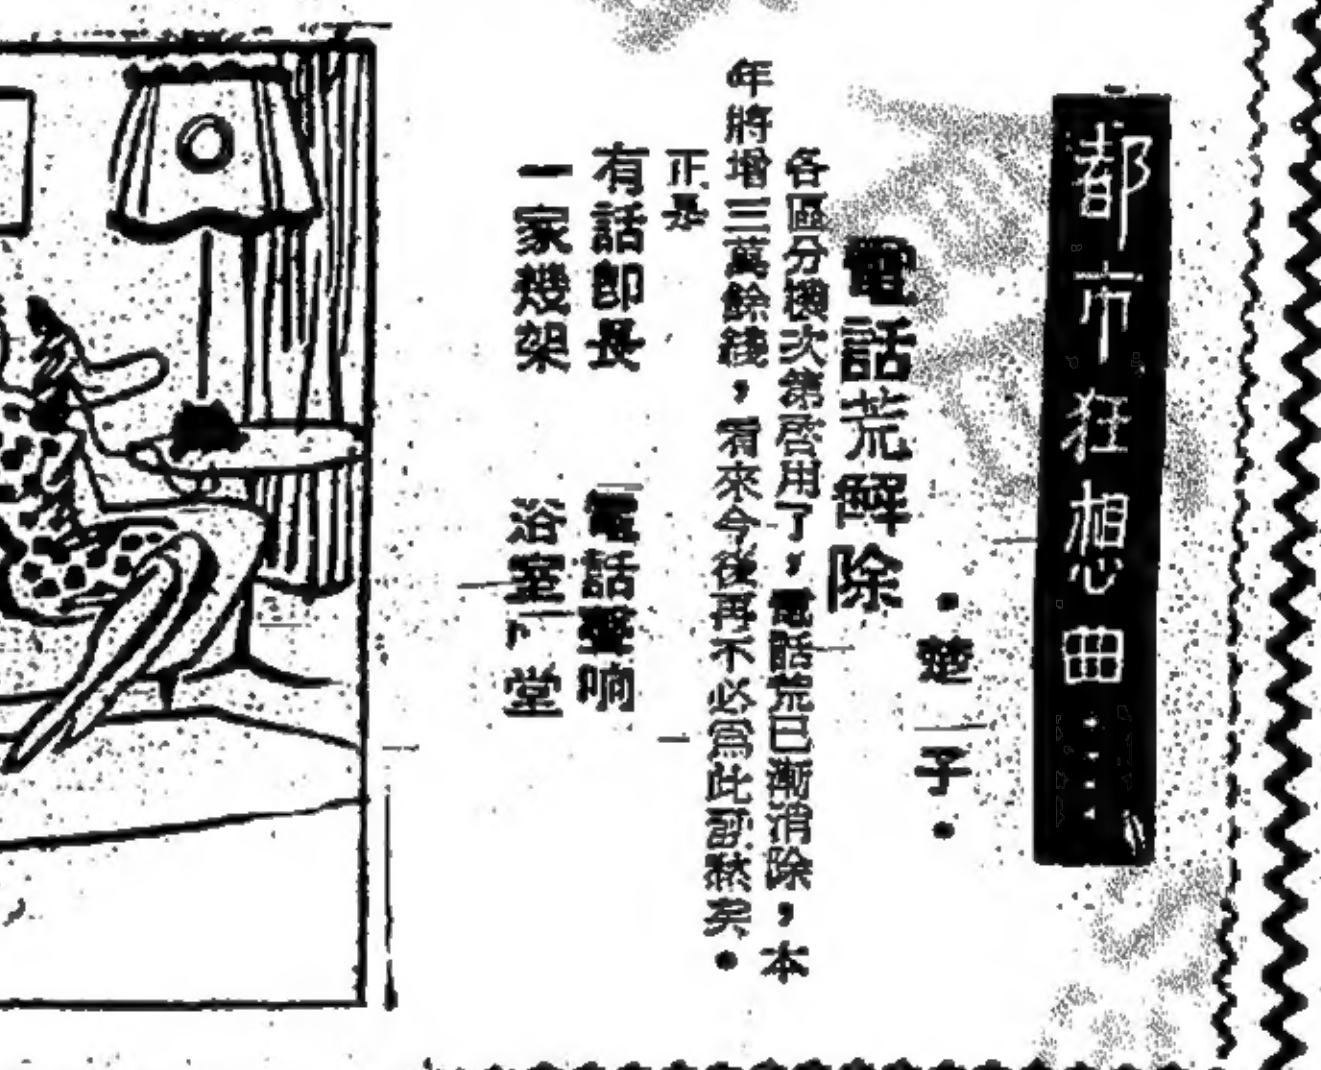 都市狂想曲
•楚子•
電話荒解除
各區分機次第啓用了，電話荒已漸消除，本
年將增三萬餘綫，看來今後再不必爲此發愁矣•
正是
有話即長　電話聲响
一家幾架　浴室　堂